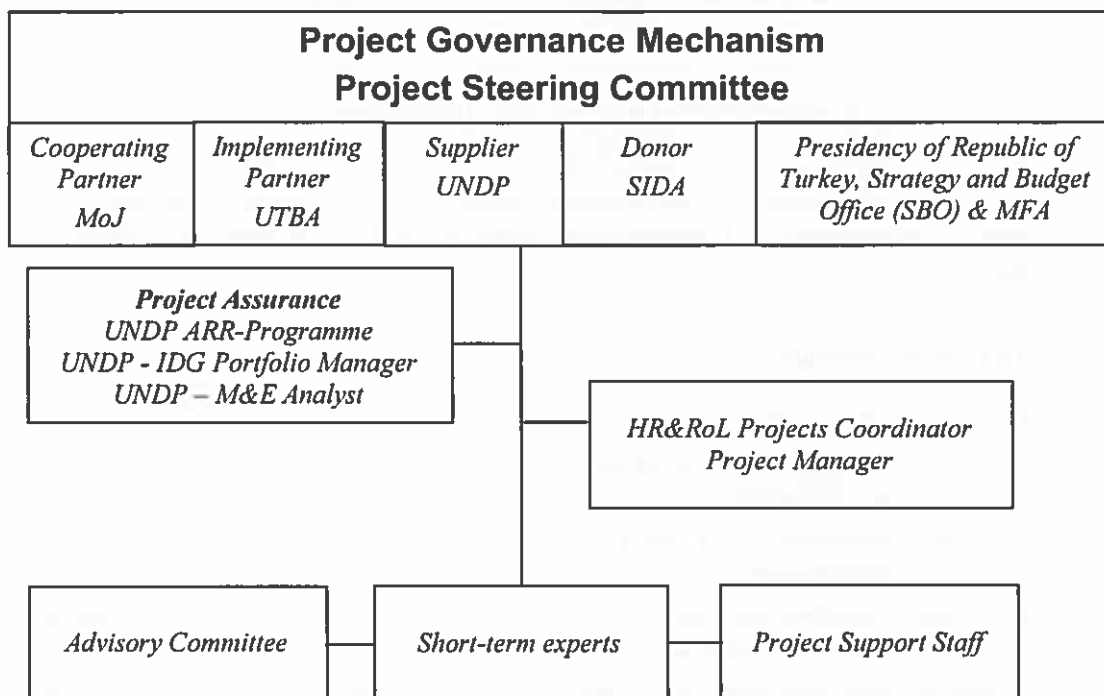 Project Governance Mechanism
Project Steering Committee
Cooperating
Partner
MoJ
Implementing
Partner
UTBA
Supplier
UNDP
Donor
SIDA
Presidency of Republic of
Turkey, Strategy and Budget
Office (SBO) & MFA
Project Assurance
UNDP ARR-Programme
UNDP - IDG Portfolio Manager
UNDP – M&E Analyst
HR&RoL Projects Coordinator
Project Manager
Advisory Committee
Short-term experts
Project Support Staff